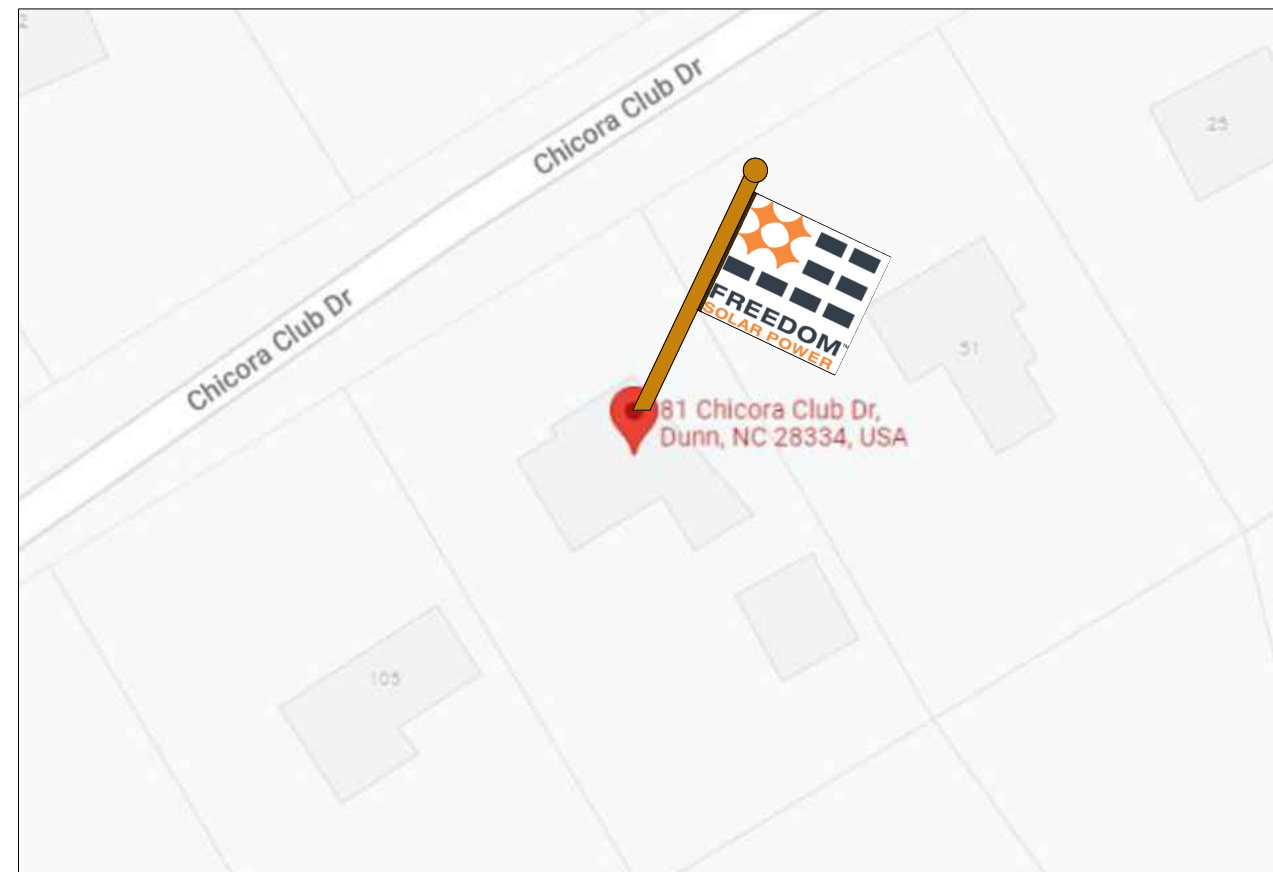 Chicora Club Dr
25
Chicora Club Dr
FREEDOM™
SOLAR POWER
51
81 Chicora Club Dr,
Dunn, NC 28334, USA
105